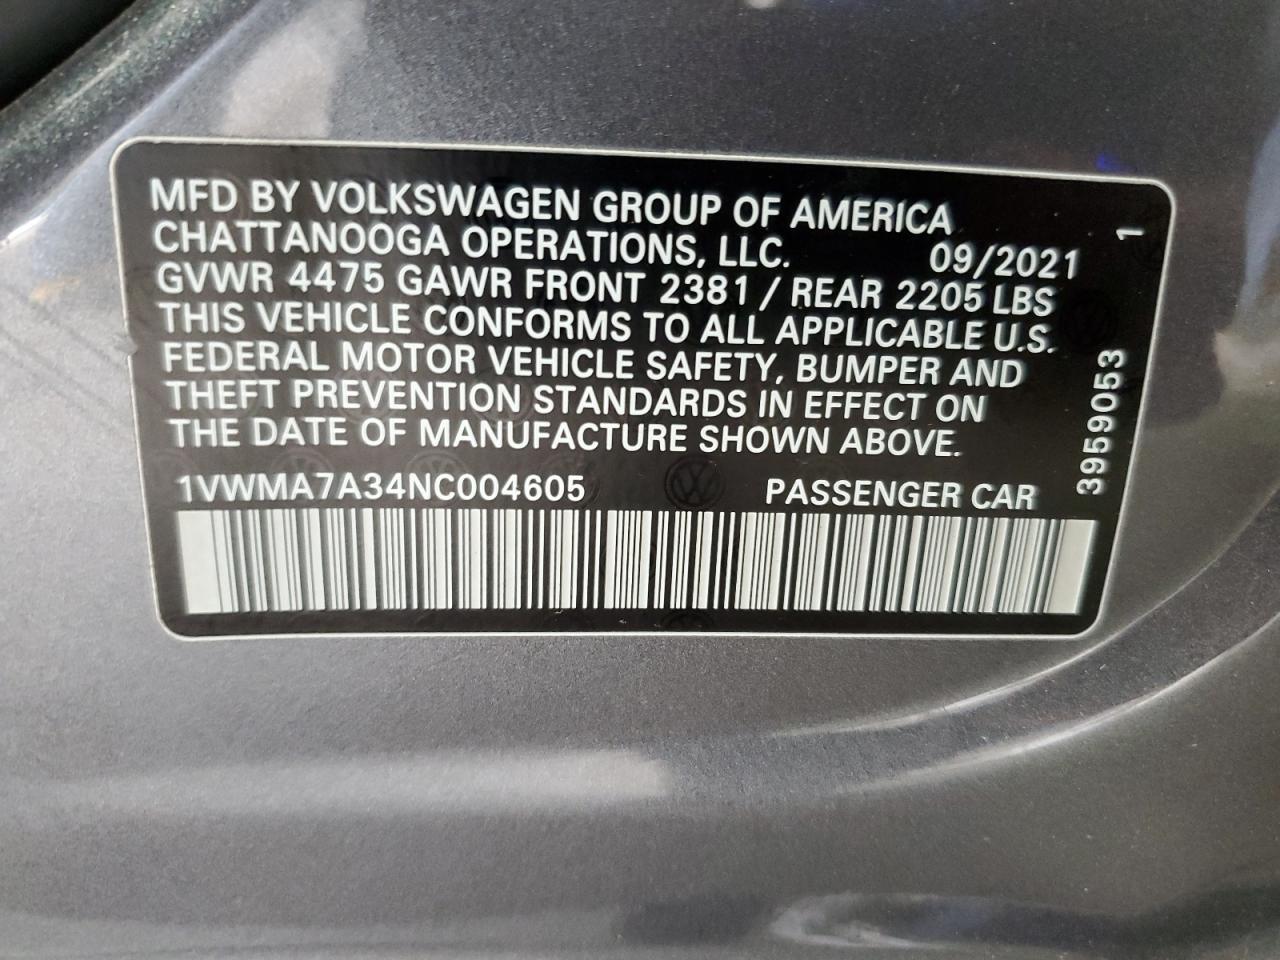 MFD BY VOLKSWAGEN GROUP OF AMERICA
CHATTANOOGA OPERATIONS, LLC. 09/2021
GVWR 4475 GAWR FRONT 2381 / REAR 2205 LBS
THIS VEHICLE CONFORMS TO ALL APPLICABLE U.S.
FEDERAL MOTOR VEHICLE SAFETY, BUMPER AND
THEFT PREVENTION STANDARDS IN EFFECT ON
THE DATE OF MANUFACTURE SHOWN ABOVE.
1VWMA7A34NC004605 PASSENGER CAR
3959053 1